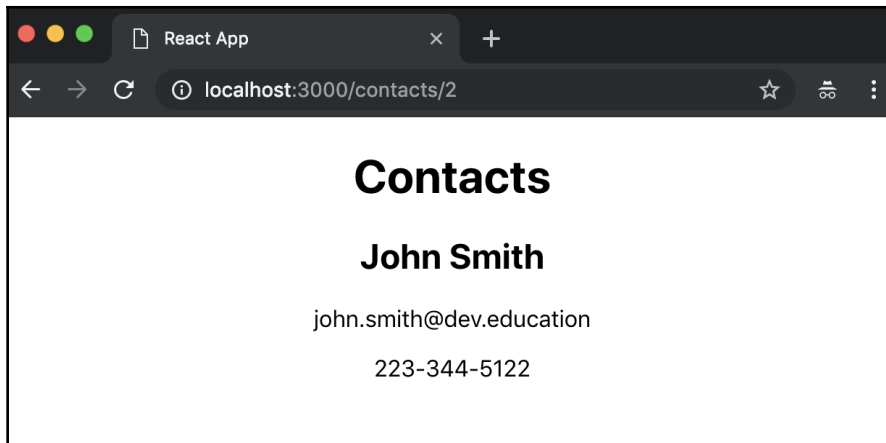 React App
localhost:3000/contacts/2
Contacts
John Smith
john.smith@dev.education
223-344-5122